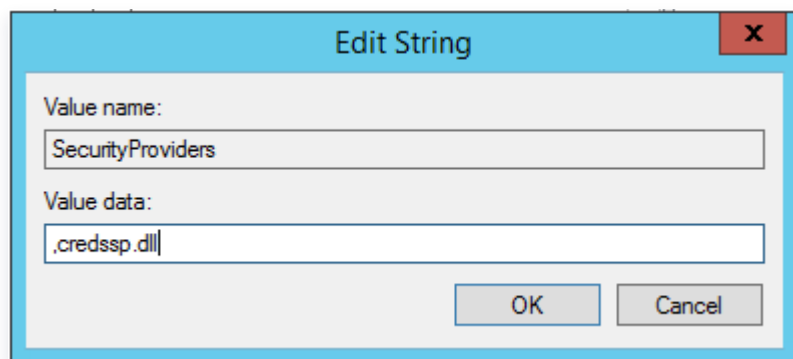 Edit String
x
Value name:
SecurityProviders
Value data:
,credssp.dll
OK Cancel